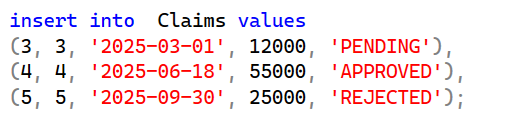 insert into  Claims values
(3, 3, '2025-03-01', 12000, 'PENDING'),
(4, 4, '2025-06-18', 55000, 'APPROVED'),
(5, 5, '2025-09-30', 25000, 'REJECTED');